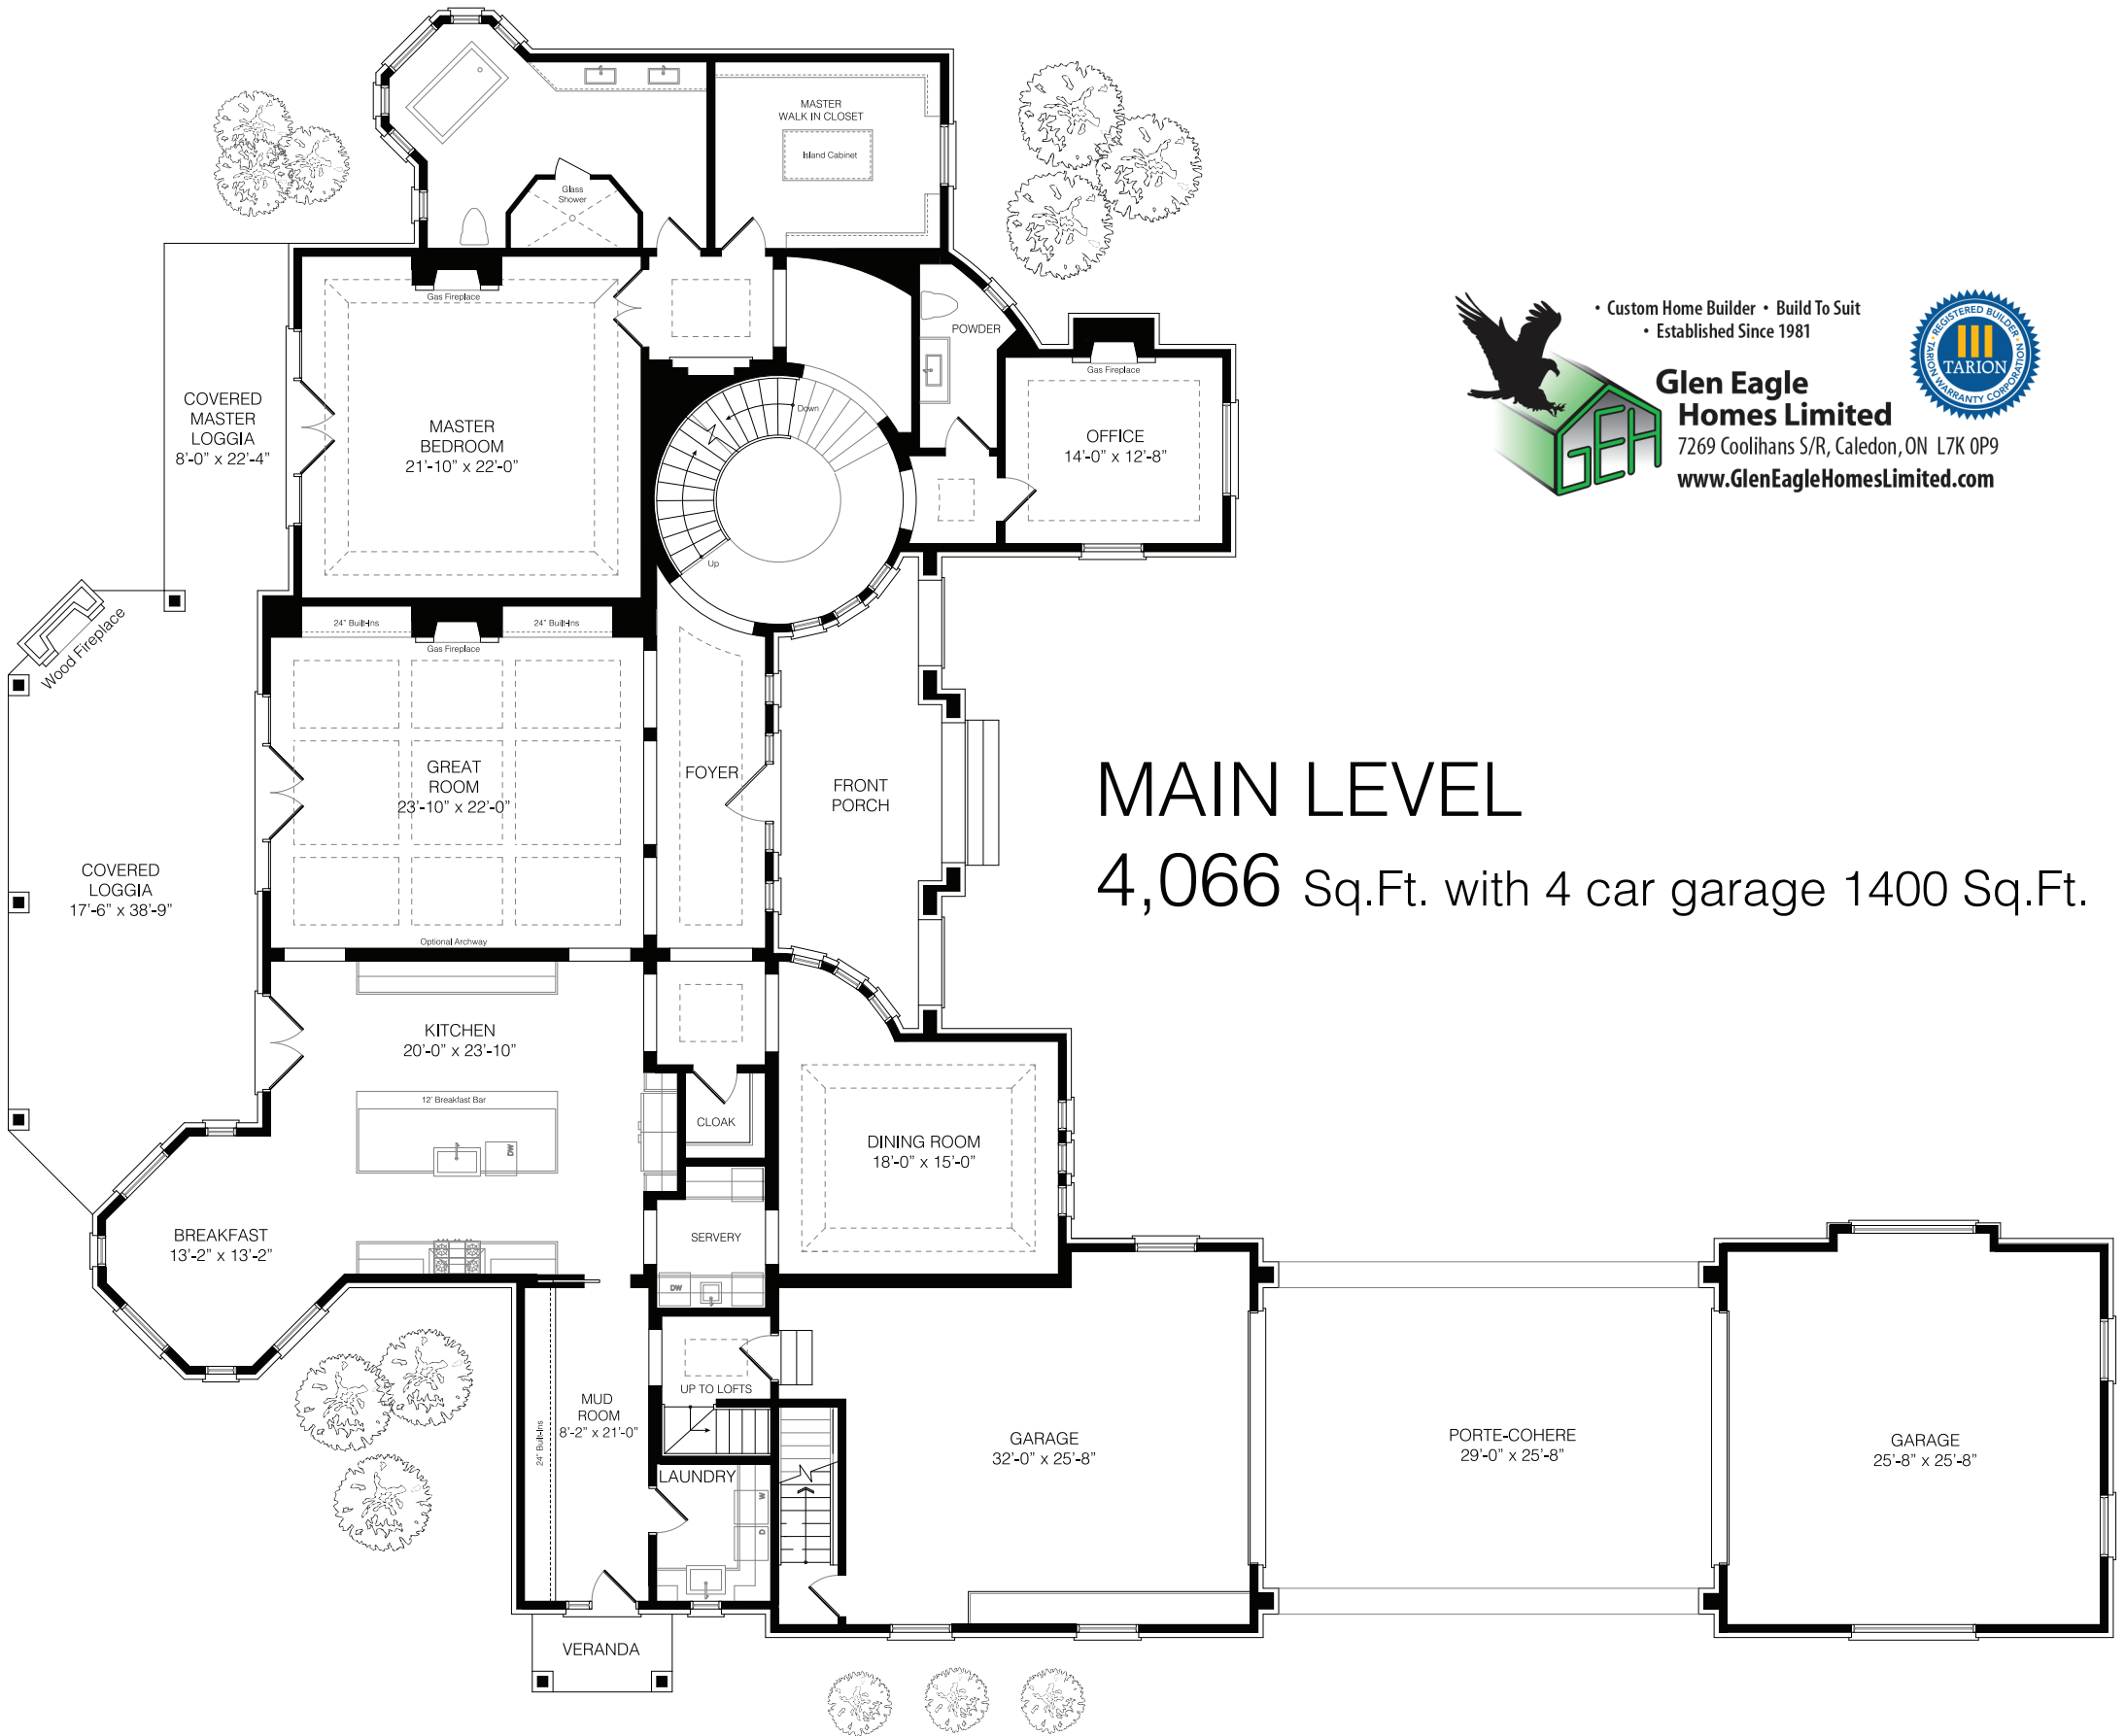 MASTER
WALK IN CLOSET
Island Cabinet
Glass
Shower
Gas Fireplace
POWDER
COVERED
MASTER
LOGGIA
8'-0" x 22'-4"
MASTER
BEDROOM
21'-10" x 22'-0"
Down
Up
Gas Fireplace
OFFICE
14'-0" x 12'-8"
• Custom Home Builder • Build To Suit
• Established Since 1981
Glen Eagle
Homes Limited
7269 Coolihans S/R, Caledon, ON L7K 0P9
www.GlenEagleHomesLimited.com
GEH
REGISTERED BUILDER
TARION
TARION WARRANTY CORPORATION
Wood Fireplace
24" Built-Ins
24" Built-Ins
Gas Fireplace
GREAT
ROOM
23'-10" x 22'-0"
FOYER
FRONT
PORCH
MAIN LEVEL
4,066 Sq.Ft. with 4 car garage 1400 Sq.Ft.
COVERED
LOGGIA
17'-6" x 38'-9"
Optional Archway
KITCHEN
20'-0" x 23'-10"
12' Breakfast Bar
DW
CLOAK
DINING ROOM
18'-0" x 15'-0"
BREAKFAST
13'-2" x 13'-2"
SERVERY
DW
UP TO LOFTS
MUD
ROOM
8'-2" x 21'-0"
24" Built-Ins
LAUNDRY
W
D
GARAGE
32'-0" x 25'-8"
PORTE-COHERE
29'-0" x 25'-8"
GARAGE
25'-8" x 25'-8"
VERANDA